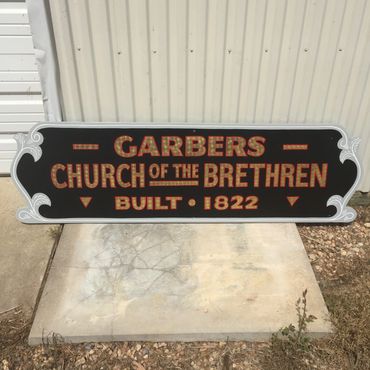 GARBERS
CHURCH OF THE BRETHREN
BUILT • 1822